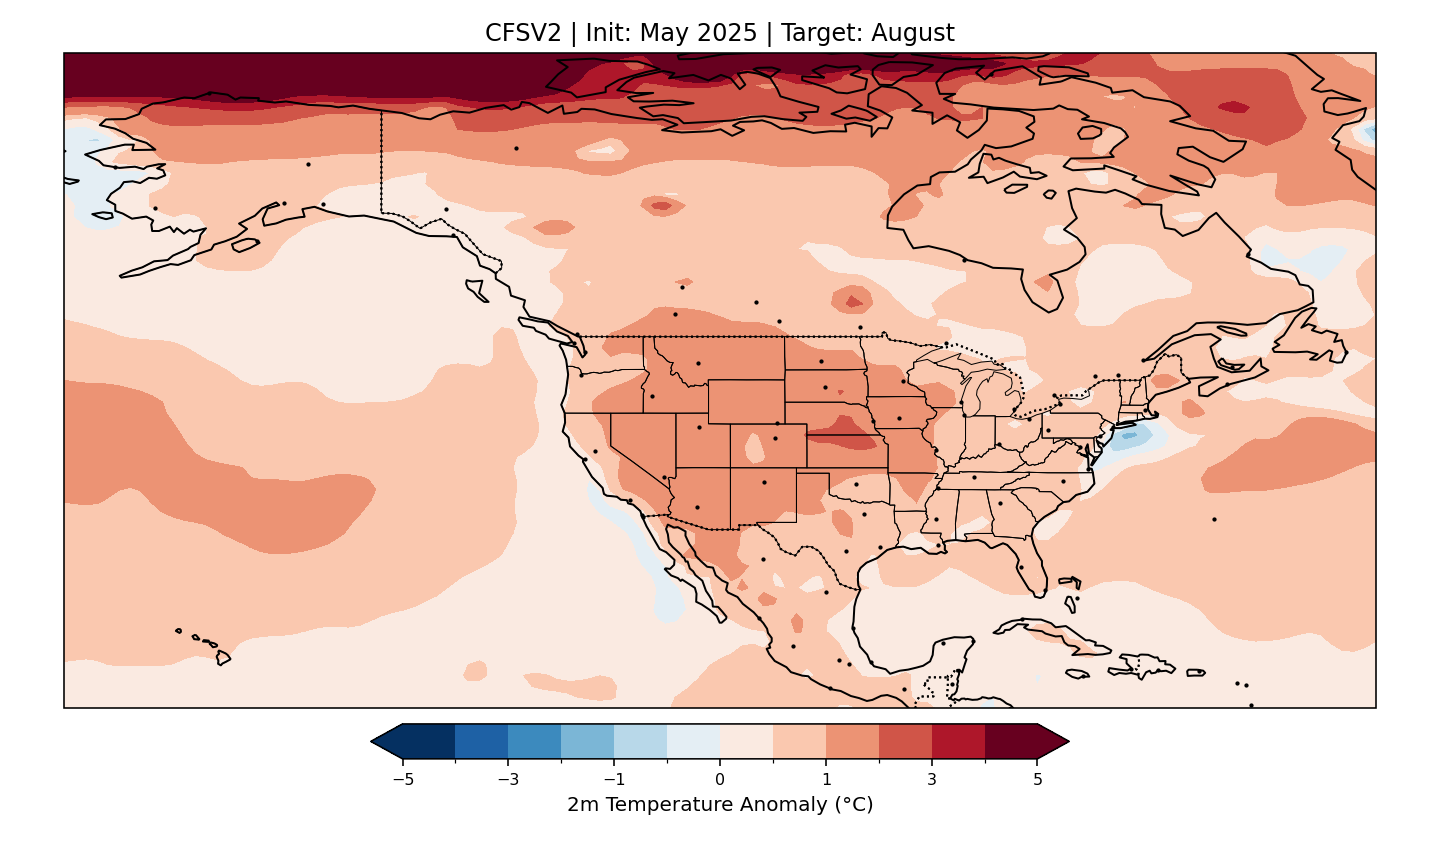 CFSV2 | Init: May 2025 | Target: August
−5 −3 −1 0 1 3 5
2m Temperature Anomaly (°C)